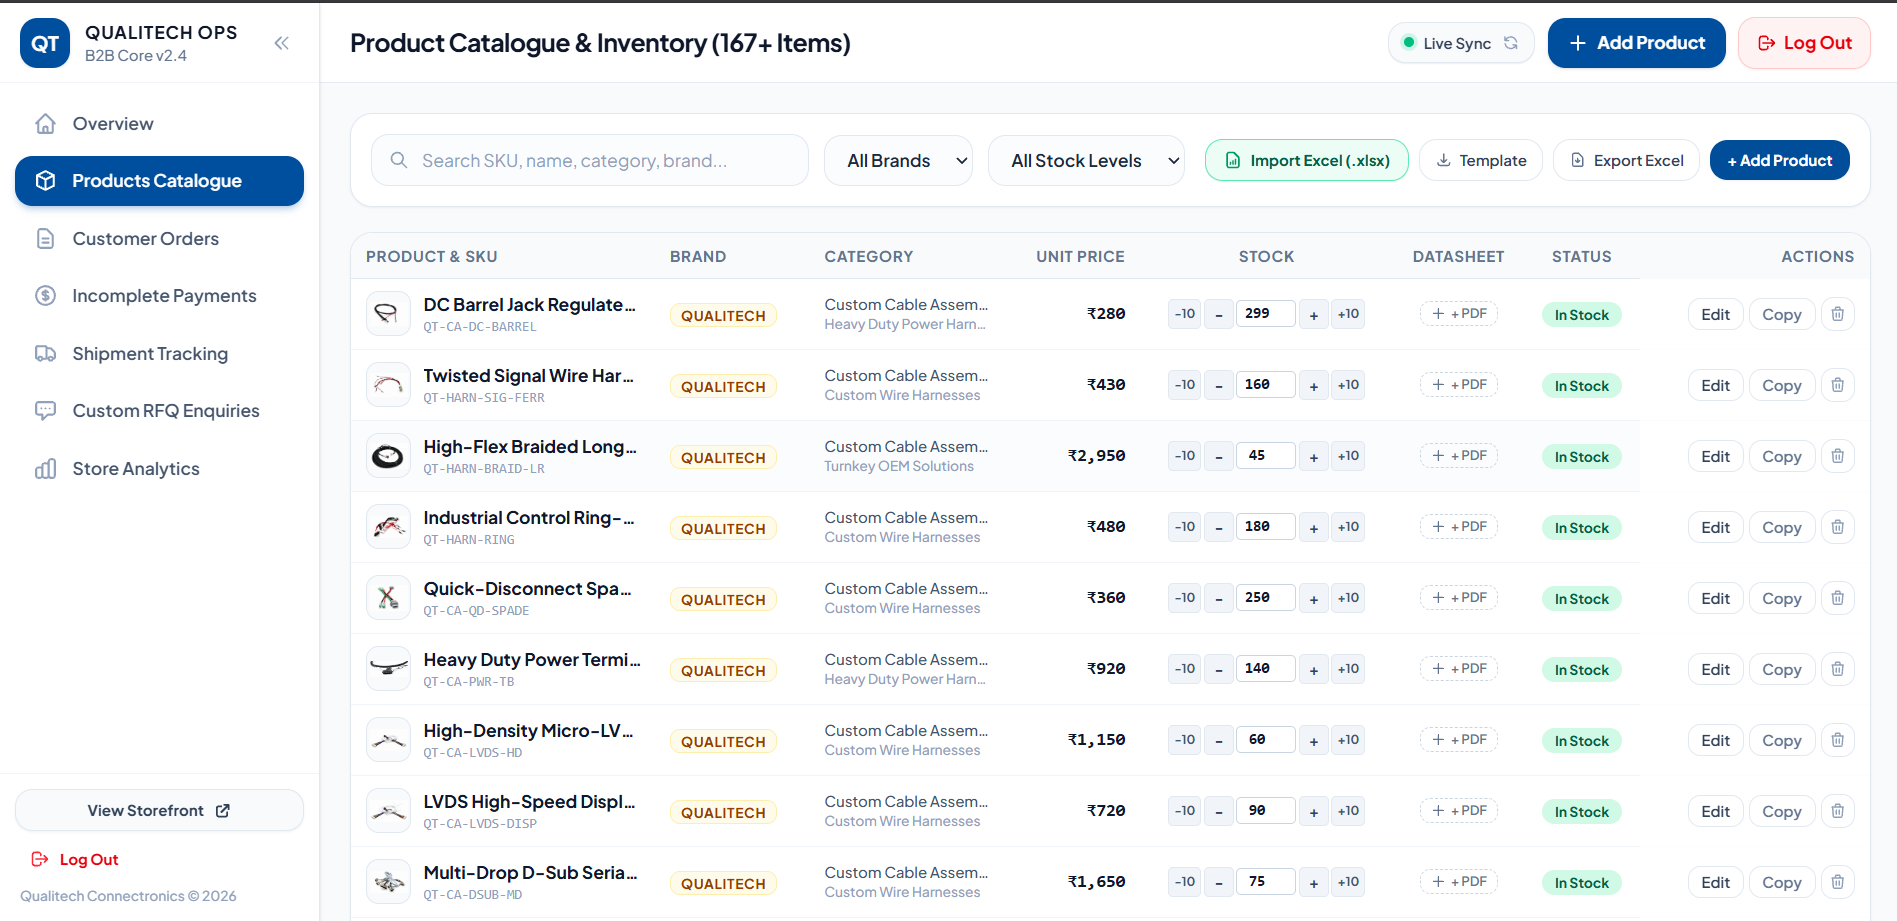 QT
QUALITECH OPS
B2B Core v2.4
Overview
Products Catalogue
Customer Orders
Incomplete Payments
Shipment Tracking
Custom RFQ Enquiries
Store Analytics
View Storefront
Log Out
Qualitech Connectronics © 2026
Product Catalogue & Inventory (167+ Items)
Live Sync
Add Product
Log Out
Search SKU, name, category, brand...
All Brands
All Stock Levels
Import Excel (.xlsx)
Template
Export Excel
+ Add Product
PRODUCT & SKU BRAND CATEGORY UNIT PRICE STOCK DATASHEET STATUS ACTIONS
DC Barrel Jack Regulate...
QT-CA-DC-BARREL
QUALITECH
Custom Cable Assem...
Heavy Duty Power Harn...
₹280
-10 - 299 + +10
+ + PDF
In Stock
Edit Copy
Twisted Signal Wire Har...
QT-HARN-SIG-FERR
QUALITECH
Custom Cable Assem...
Custom Wire Harnesses
₹430
-10 - 160 + +10
+ + PDF
In Stock
Edit Copy
High-Flex Braided Long...
QT-HARN-BRAID-LR
QUALITECH
Custom Cable Assem...
Turnkey OEM Solutions
₹2,950
-10 - 45 + +10
+ + PDF
In Stock
Edit Copy
Industrial Control Ring-...
QT-HARN-RING
QUALITECH
Custom Cable Assem...
Custom Wire Harnesses
₹480
-10 - 180 + +10
+ + PDF
In Stock
Edit Copy
Quick-Disconnect Spa...
QT-CA-QD-SPADE
QUALITECH
Custom Cable Assem...
Custom Wire Harnesses
₹360
-10 - 250 + +10
+ + PDF
In Stock
Edit Copy
Heavy Duty Power Termi...
QT-CA-PWR-TB
QUALITECH
Custom Cable Assem...
Heavy Duty Power Harn...
₹920
-10 - 140 + +10
+ + PDF
In Stock
Edit Copy
High-Density Micro-LV...
QT-CA-LVDS-HD
QUALITECH
Custom Cable Assem...
Custom Wire Harnesses
₹1,150
-10 - 60 + +10
+ + PDF
In Stock
Edit Copy
LVDS High-Speed Displ...
QT-CA-LVDS-DISP
QUALITECH
Custom Cable Assem...
Custom Wire Harnesses
₹720
-10 - 90 + +10
+ + PDF
In Stock
Edit Copy
Multi-Drop D-Sub Seria...
QT-CA-DSUB-MD
QUALITECH
Custom Cable Assem...
Custom Wire Harnesses
₹1,650
-10 - 75 + +10
+ + PDF
In Stock
Edit Copy